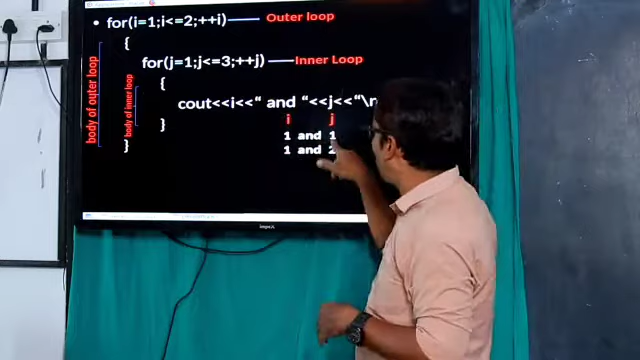 • for(i=1;i<=2;++i) Outer loop
{
for(j=1;j<=3;++j) Inner Loop
{
cout<<i<<“ and “<<j<<“\n
}
}
body of outer loop
body of inner loop
i j
1 and 1
1 and 2
impex